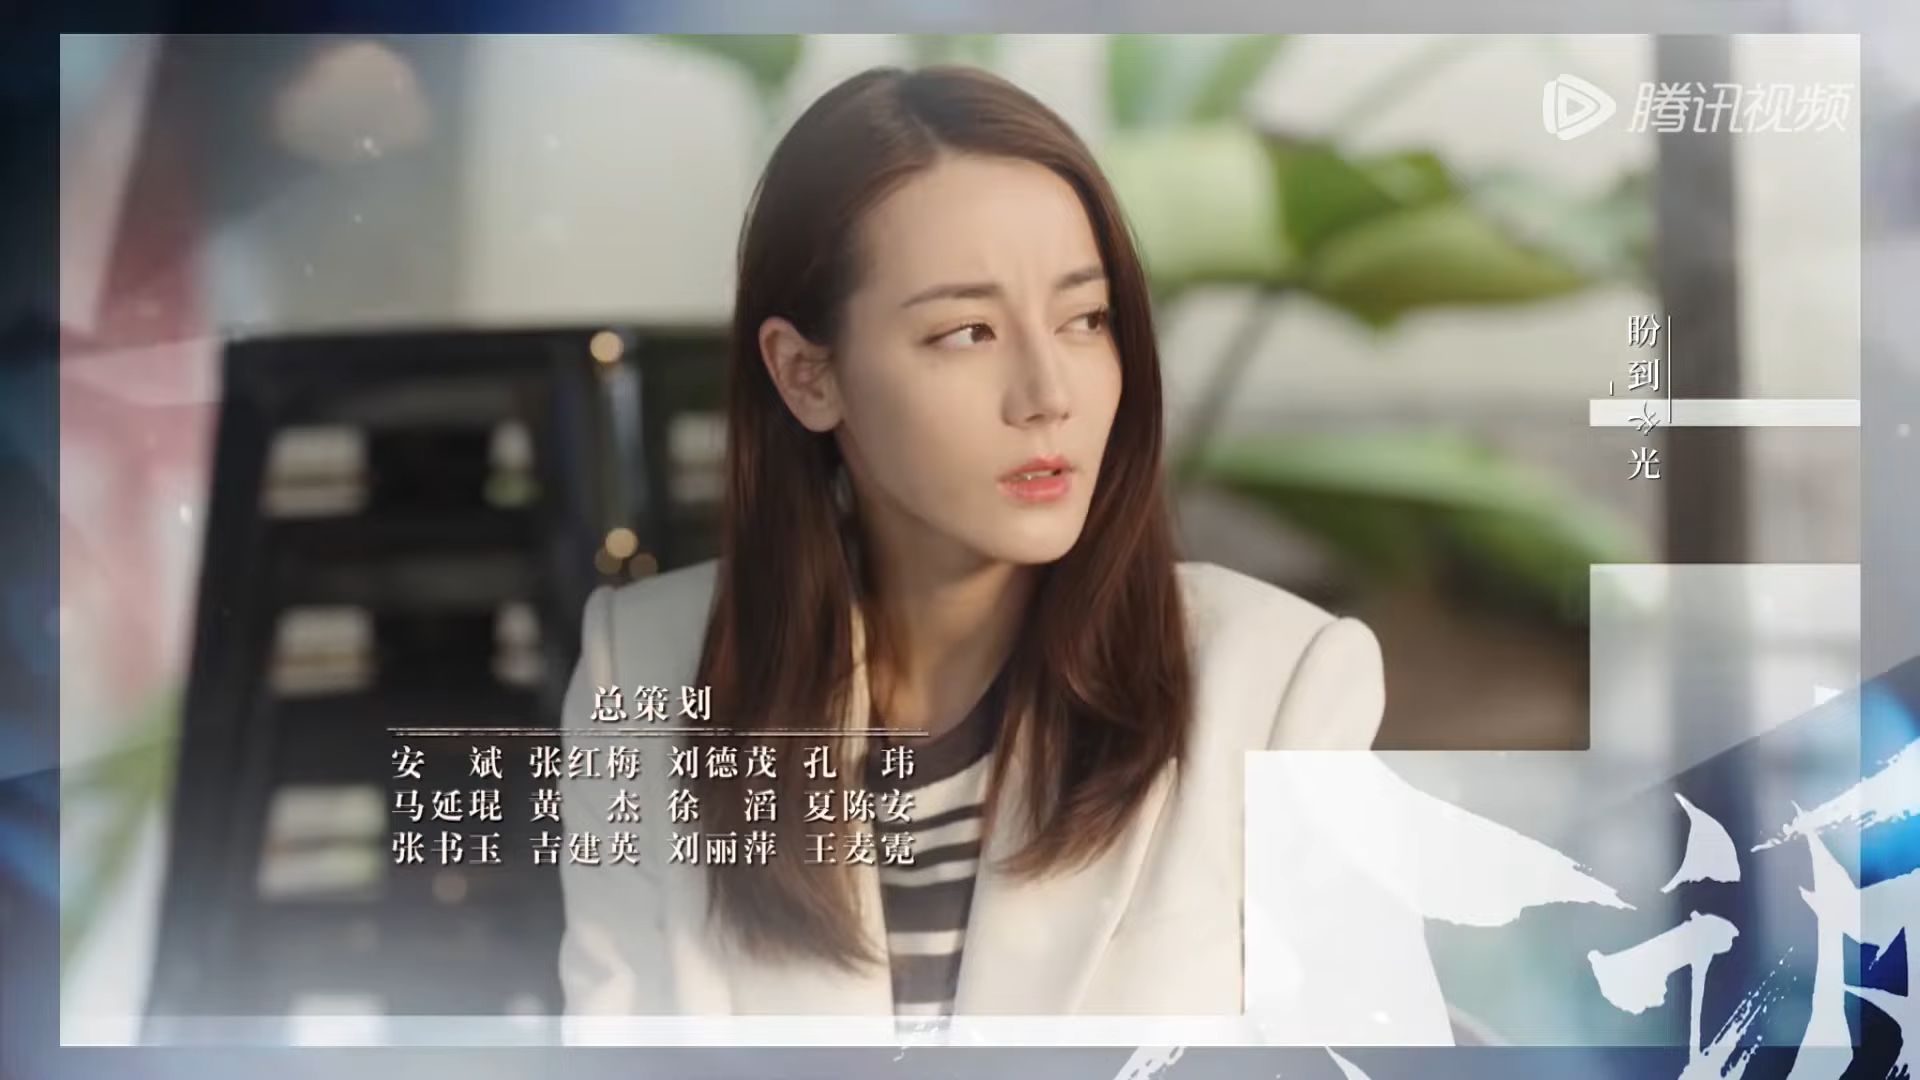 腾讯视频
盼到
光
总策划
安 斌 张红梅 刘德茂 孔 玮
马延琨 黄 杰 徐 滔 夏陈安
张书玉 吉建英 刘丽萍 王麦霓
公诉